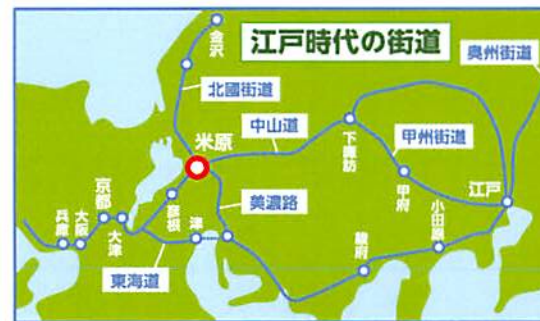 江戸時代の街道
金沢
奥州街道
北國街道
中山道
米原
下諏訪
甲州街道
甲府
江戸
美濃路
彦根
京都
大津
大阪
兵庫
津
小田原
駿府
東海道